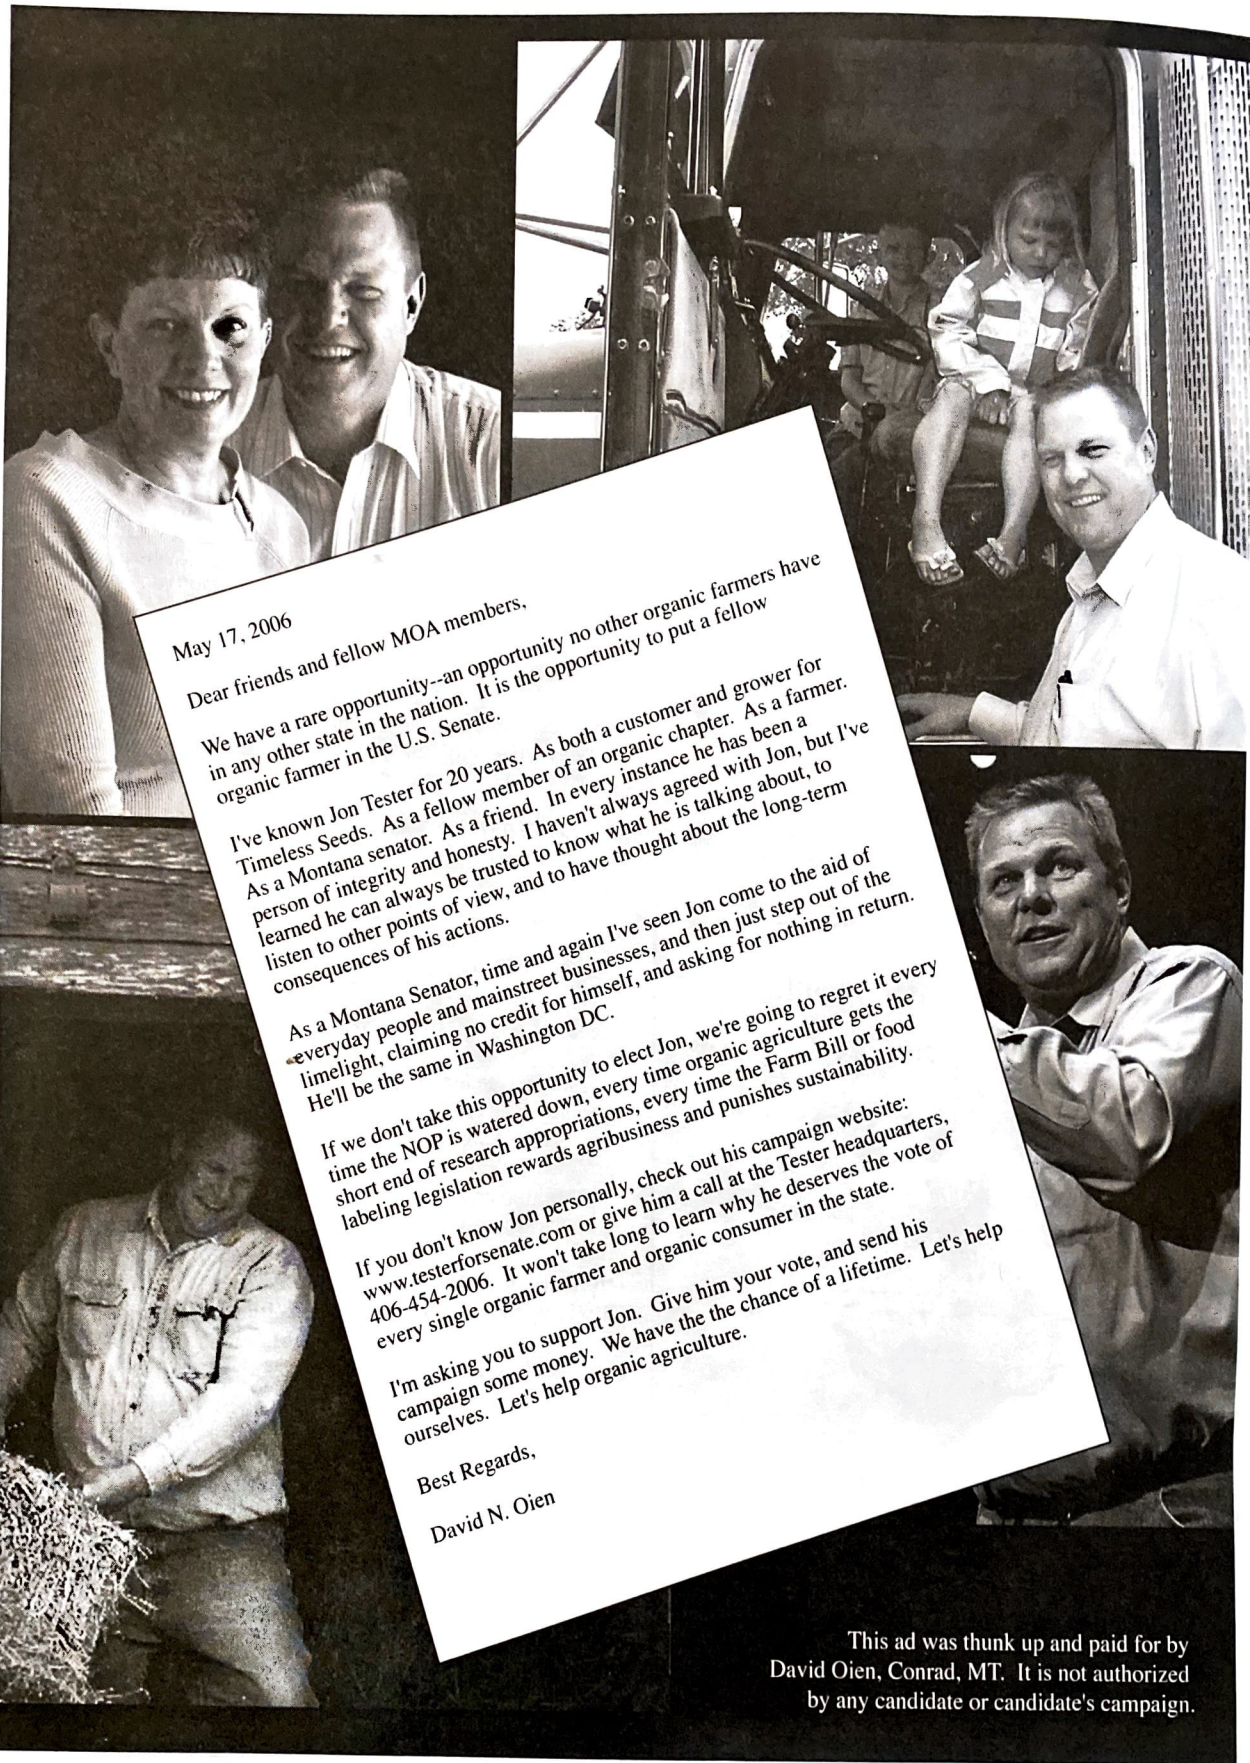 May 17, 2006
Dear friends and fellow MOA members,
We have a rare opportunity--an opportunity no other organic farmers have
in any other state in the nation. It is the opportunity to put a fellow
organic farmer in the U.S. Senate.
I've known Jon Tester for 20 years. As both a customer and grower for
Timeless Seeds. As a fellow member of an organic chapter. As a farmer.
As a Montana senator. As a friend. In every instance he has been a
person of integrity and honesty. I haven't always agreed with Jon, but I've
learned he can always be trusted to know what he is talking about, to
listen to other points of view, and to have thought about the long-term
consequences of his actions.
As a Montana Senator, time and again I've seen Jon come to the aid of
everyday people and mainstreet businesses, and then just step out of the
limelight, claiming no credit for himself, and asking for nothing in return.
He'll be the same in Washington DC.
If we don't take this opportunity to elect Jon, we're going to regret it every
time the NOP is watered down, every time organic agriculture gets the
short end of research appropriations, every time the Farm Bill or food
labeling legislation rewards agribusiness and punishes sustainability.
If you don't know Jon personally, check out his campaign website:
www.testerforsenate.com or give him a call at the Tester headquarters,
406-454-2006. It won't take long to learn why he deserves the vote of
every single organic farmer and organic consumer in the state.
I'm asking you to support Jon. Give him your vote, and send his
campaign some money. We have the the chance of a lifetime. Let's help
ourselves. Let's help organic agriculture.
Best Regards,
David N. Oien
This ad was thunk up and paid for by
David Oien, Conrad, MT. It is not authorized
by any candidate or candidate's campaign.